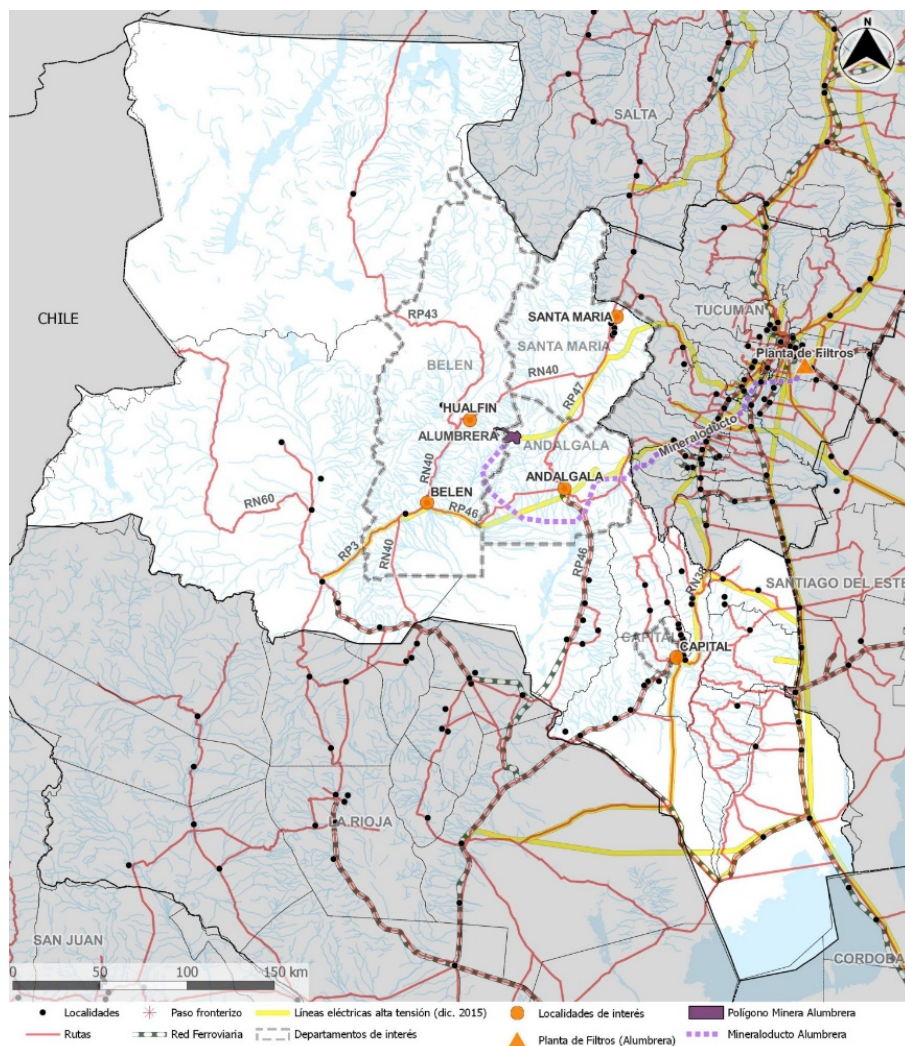 N
SALTA
CHILE
RP43
SANTA MARIA
SANTA MARIA
TUCUMAN
Planta de Filtros
BELEN
RN40
RP47
HUALFIN
ALUMBRERA
ANDALGALA
Mineraloducto
RN40
ANDALGALA
BELEN
RP46
RN60
RP3
RN40
RP46
RN38
SANTIAGO DEL ESTE
CAPITAL
CAPITAL
LA RIOJA
SAN JUAN
CORDOBA
0 50 100 150 km
Localidades
Paso fronterizo
Líneas eléctricas alta tensión (dic. 2015)
Localidades de interés
Polígono Minera Alumbrera
Rutas
Red Ferroviaria
Departamentos de interés
Planta de Filtros (Alumbrera)
Mineraloducto Alumbrera